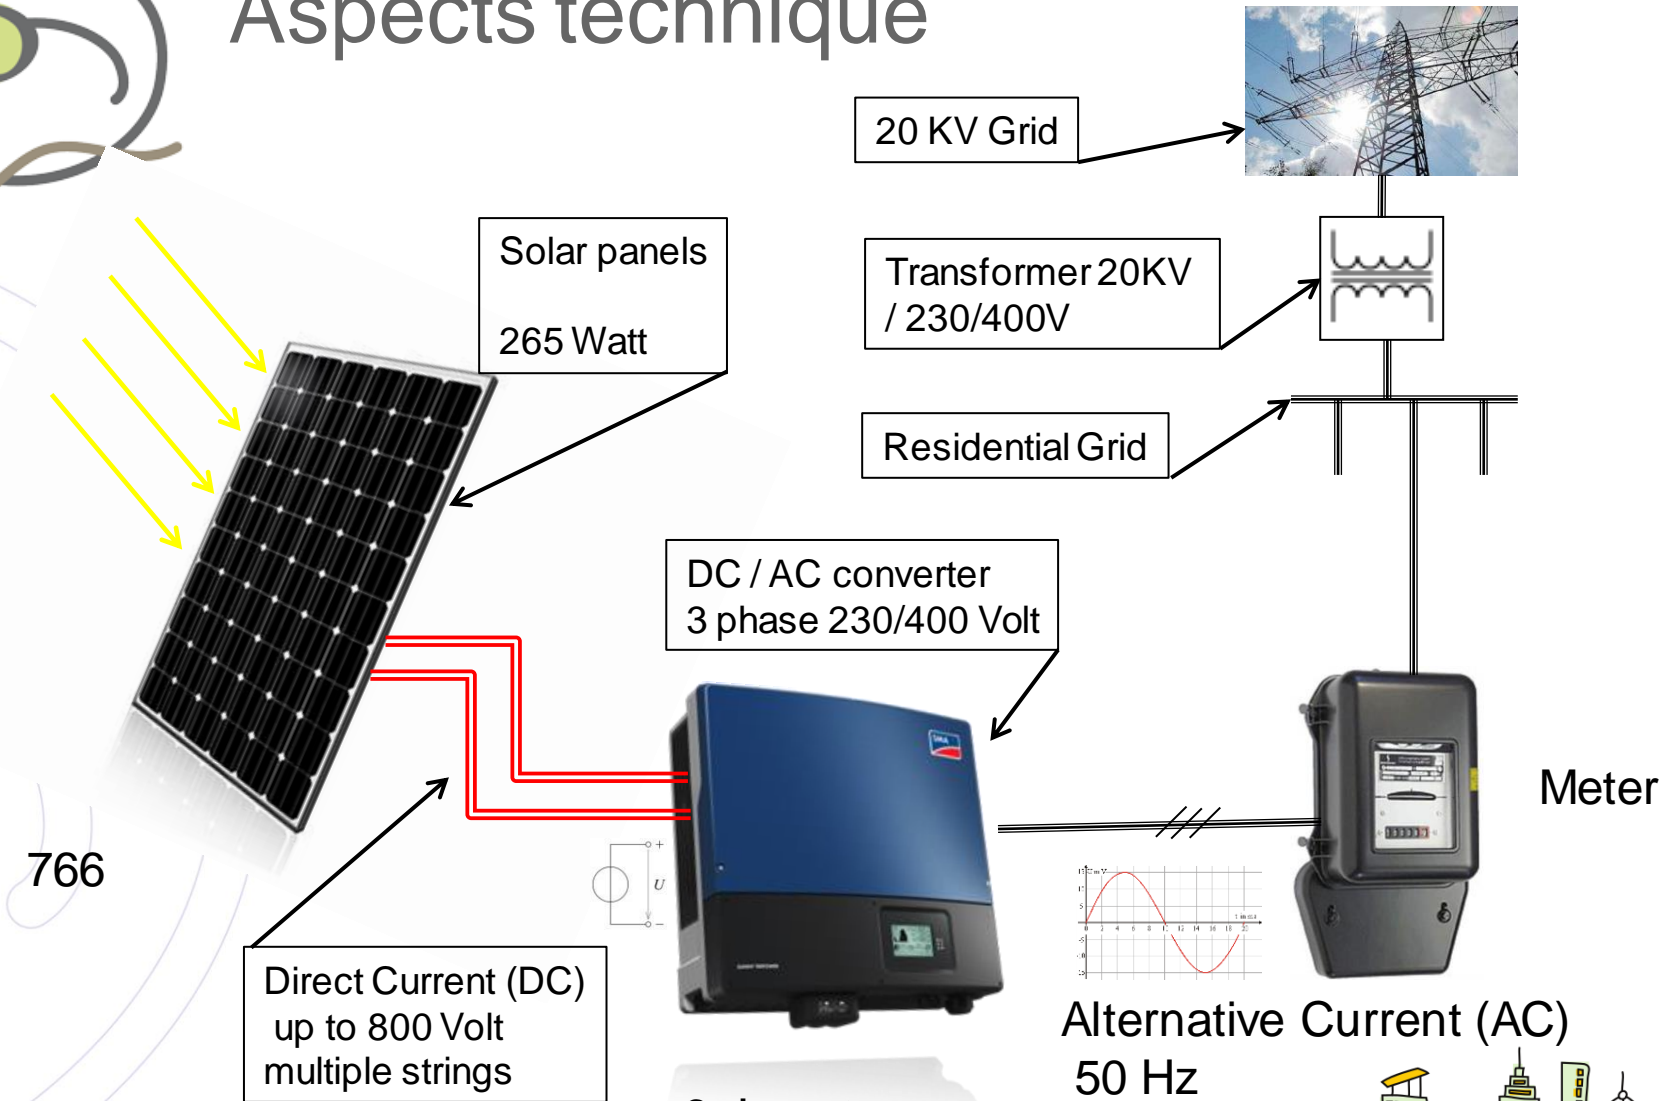 Aspects technique
20 KV Grid
Solar panels
265 Watt
Transformer 20KV
/ 230/400V
Residential Grid
DC / AC converter
3 phase 230/400 Volt
SMA
Meter
766
U
Direct Current (DC)
up to 800 Volt
multiple strings
Alternative Current (AC)
50 Hz